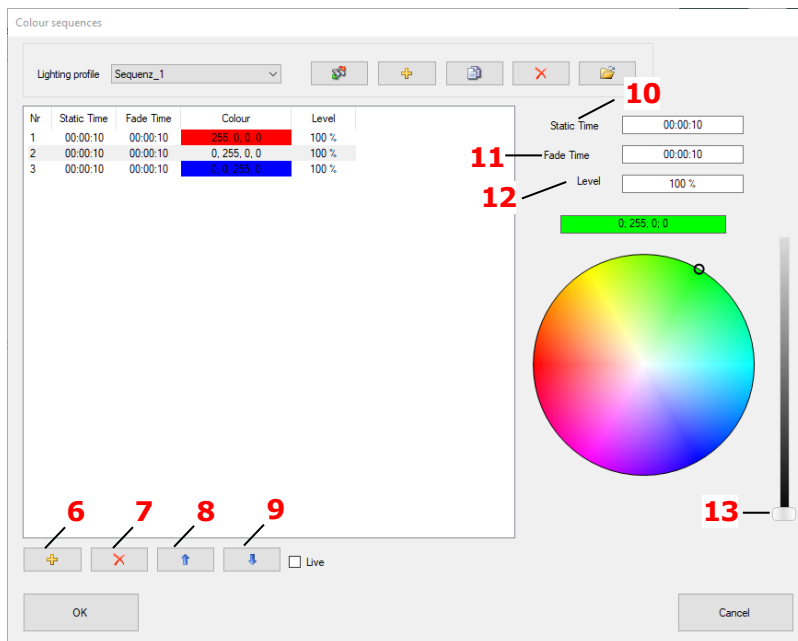 Colour sequences
Lighting profile Sequenz_1
10
Nr Static Time Fade Time Colour Level
1 00:00:10 00:00:10 255, 0, 0, 0 100 %
2 00:00:10 00:00:10 0, 255, 0, 0 100 %
3 00:00:10 00:00:10 0, 0, 255, 0 100 %
Static Time 00:00:10
11 Fade Time 00:00:10
12 Level 100 %
0; 255; 0; 0
6 7 8 9 13
Live
OK Cancel